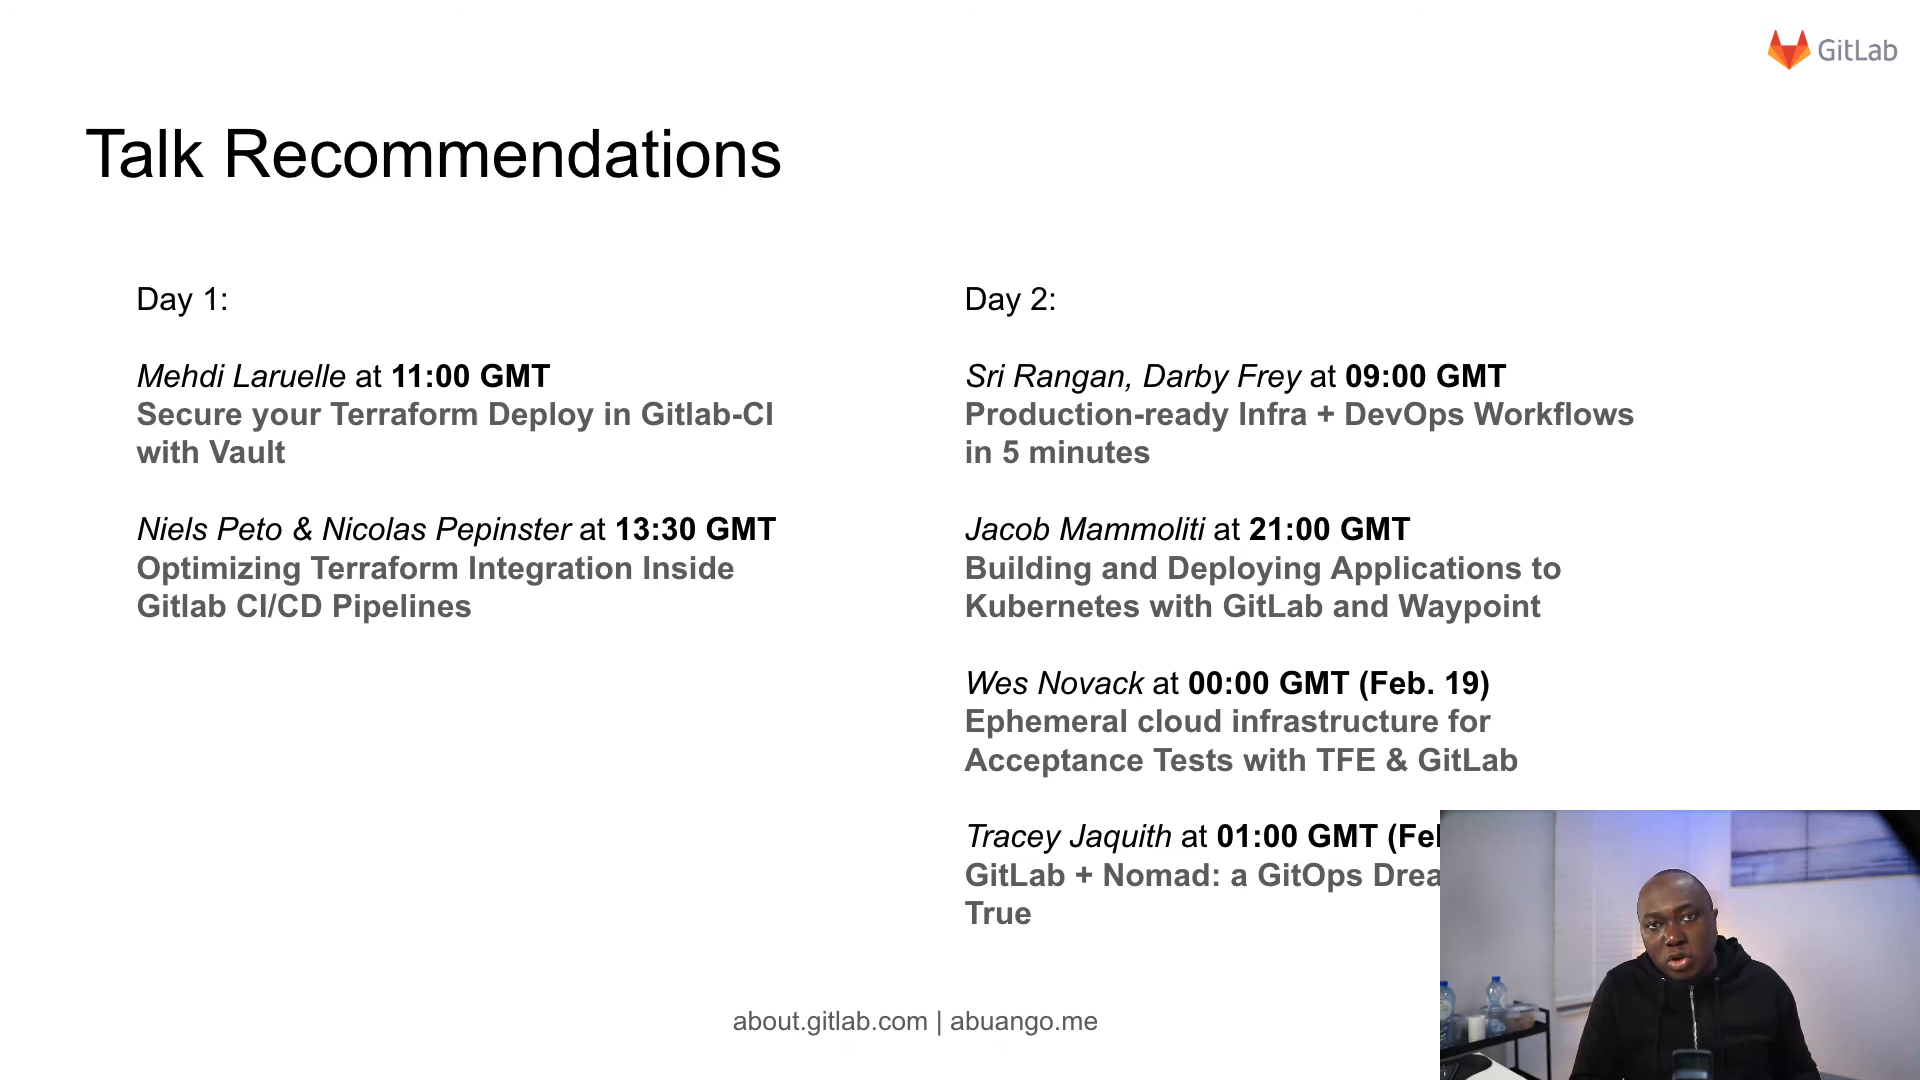 GitLab
Talk Recommendations
Day 1:
Mehdi Laruelle at 11:00 GMT
Secure your Terraform Deploy in Gitlab-CI
with Vault
Niels Peto & Nicolas Pepinster at 13:30 GMT
Optimizing Terraform Integration Inside
Gitlab CI/CD Pipelines
Day 2:
Sri Rangan, Darby Frey at 09:00 GMT
Production-ready Infra + DevOps Workflows
in 5 minutes
Jacob Mammoliti at 21:00 GMT
Building and Deploying Applications to
Kubernetes with GitLab and Waypoint
Wes Novack at 00:00 GMT (Feb. 19)
Ephemeral cloud infrastructure for
Acceptance Tests with TFE & GitLab
Tracey Jaquith at 01:00 GMT
GitLab + Nomad: a GitOps
True
about.gitlab.com | abuango.me